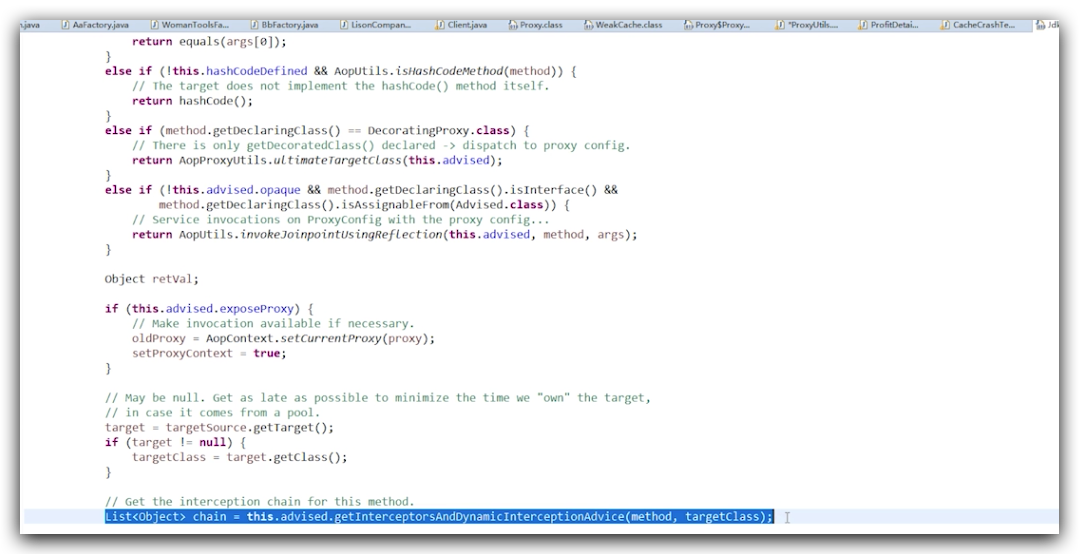 .java AaFactory.java WomanToolsFa... BbFactory.java LisonCompan... Client.java Proxy.class WeakCache.class Proxy$Proxy... *ProxyUtils.... ProfitDetai... CacheCrashTe... Jdk
return equals(args[0]);
}
else if (!this.hashCodeDefined && AopUtils.isHashCodeMethod(method)) {
// The target does not implement the hashCode() method itself.
return hashCode();
}
else if (method.getDeclaringClass() == DecoratingProxy.class) {
// There is only getDecoratedClass() declared -> dispatch to proxy config.
return AopProxyUtils.ultimateTargetClass(this.advised);
}
else if (!this.advised.opaque && method.getDeclaringClass().isInterface() &&
method.getDeclaringClass().isAssignableFrom(Advised.class)) {
// Service invocations on ProxyConfig with the proxy config...
return AopUtils.invokeJoinpointUsingReflection(this.advised, method, args);
}
Object retVal;
if (this.advised.exposeProxy) {
// Make invocation available if necessary.
oldProxy = AopContext.setCurrentProxy(proxy);
setProxyContext = true;
}
// May be null. Get as late as possible to minimize the time we "own" the target,
// in case it comes from a pool.
target = targetSource.getTarget();
if (target != null) {
targetClass = target.getClass();
}
// Get the interception chain for this method.
List<Object> chain = this.advised.getInterceptorsAndDynamicInterceptionAdvice(method, targetClass);